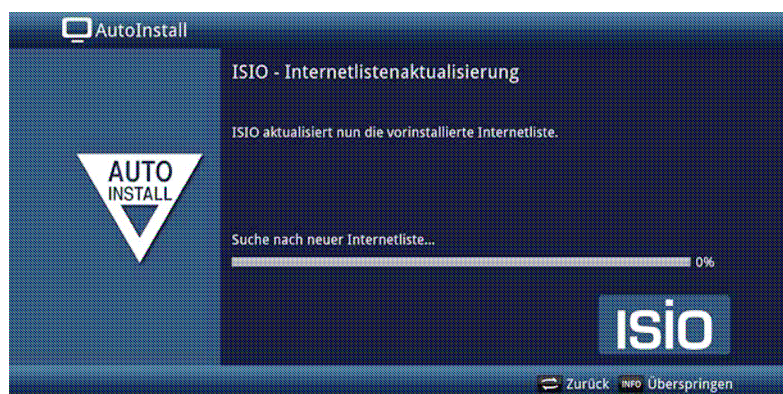 AutoInstall
ISIO - Internetlistenaktualisierung
ISIO aktualisiert nun die vorinstallierte Internetliste.
AUTO
INSTALL
Suche nach neuer Internetliste...
0%
ISIO
Zurück INFO Überspringen